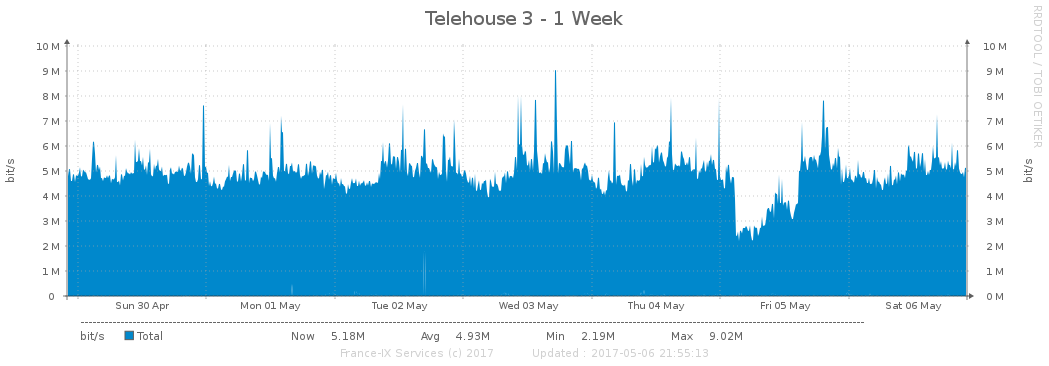 Telehouse 3 - 1 Week
RRDTOOL / TOBI OETIKER
10 M 10 M
9 M 9 M
8 M 8 M
7 M 7 M
6 M 6 M
5 M 5 M
4 M 4 M
3 M 3 M
2 M 2 M
1 M 1 M
0 0 M
bit/s
bit/s
Sun 30 Apr Mon 01 May Tue 02 May Wed 03 May Thu 04 May Fri 05 May Sat 06 May
bit/s Total Now 5.18M Avg 4.93M Min 2.19M Max 9.02M
France-IX Services (c) 2017 Updated : 2017-05-06 21:55:13